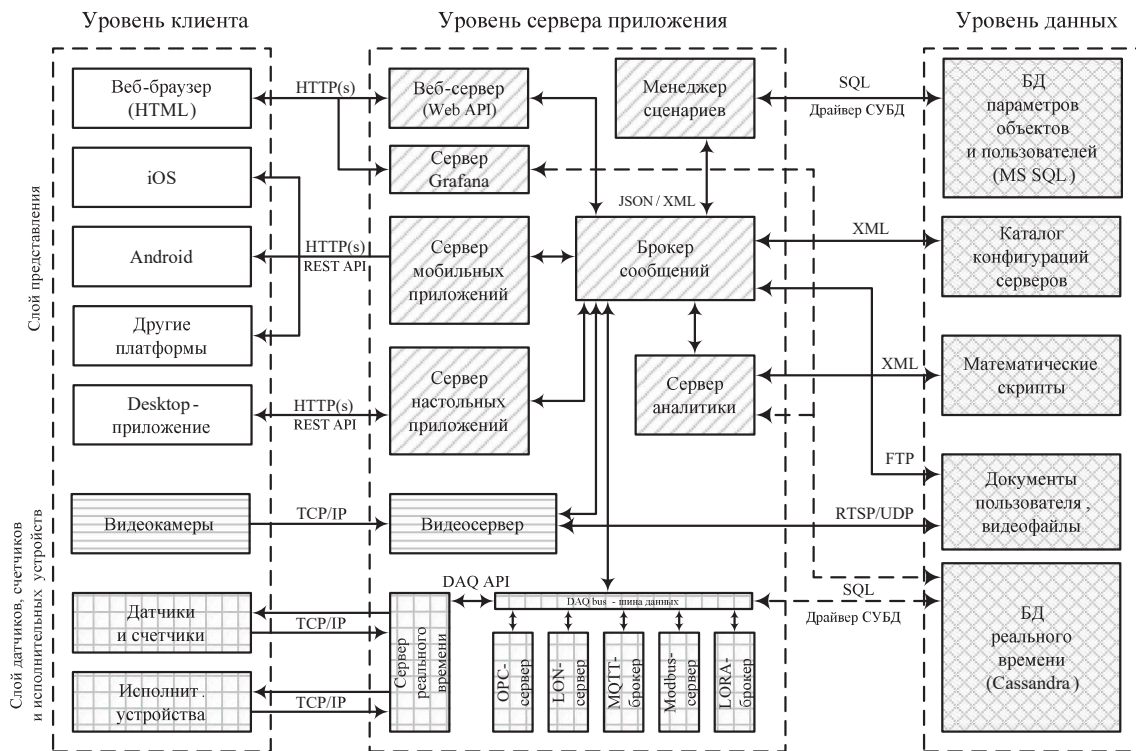 Уровень клиента
Уровень сервера приложения
Уровень данных
Слой представления
Слой датчиков, счетчиков
и исполнительных устройств
Веб-браузер
(HTML)
iOS
Android
Другие
платформы
Desktop-
приложение
Видеокамеры
Датчики
и счетчики
Исполнит.
устройства
HTTP(s)
HTTP(s)
REST API
HTTP(s)
REST API
TCP/IP
TCP/IP
TCP/IP
Веб-сервер
(Web API)
Сервер
Grafana
Сервер
мобильных
приложений
Сервер
настольных
приложений
Видеосервер
Сервер
реального
времени
Менеджер
сценариев
JSON / XML
Брокер
сообщений
Сервер
аналитики
DAQ API
DAQ bus - шина данных
OPC-
сервер
LON-
сервер
MQTT-
брокер
Modbus-
сервер
LORA-
брокер
SQL
Драйвер СУБД
XML
XML
FTP
RTSP/UDP
SQL
Драйвер СУБД
БД
параметров
объектов
и пользователей
(MS SQL)
Каталог
конфигураций
серверов
Математические
скрипты
Документы
пользователя,
видеофайлы
БД
реального
времени
(Cassandra)